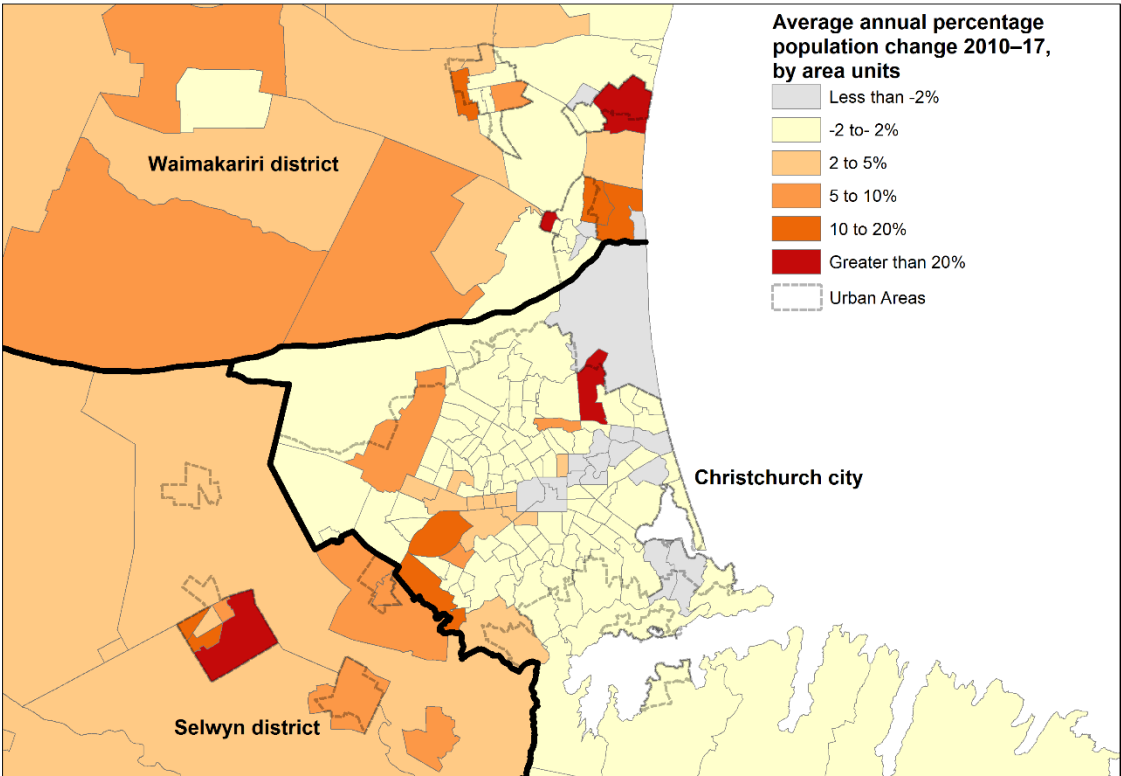 Average annual percentage
population change 2010–17,
by area units
Less than -2%
-2 to- 2%
2 to 5%
5 to 10%
10 to 20%
Greater than 20%
Urban Areas
Waimakariri district
Christchurch city
Selwyn district